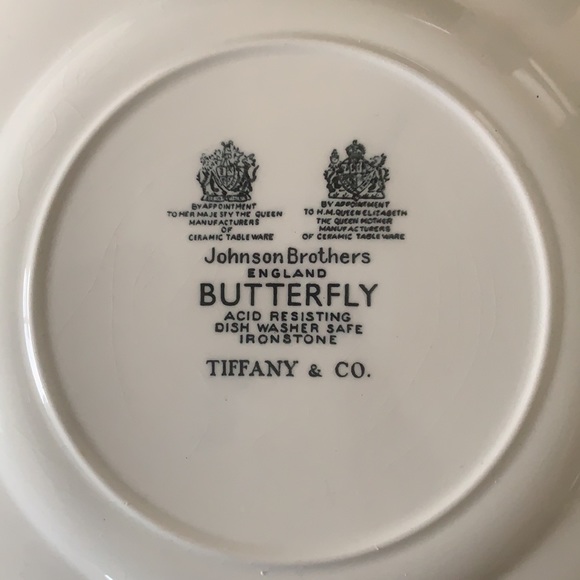 BY APPOINTMENT
TO HER MAJESTY THE QUEEN
MANUFACTURERS
OF
CERAMIC TABLEWARE
BY APPOINTMENT
TO H.M. QUEEN ELIZABETH
THE QUEEN MOTHER
MANUFACTURERS
OF CERAMIC TABLEWARE
Johnson Brothers
ENGLAND
BUTTERFLY
ACID RESISTING
DISH WASHER SAFE
IRONSTONE
TIFFANY & CO.